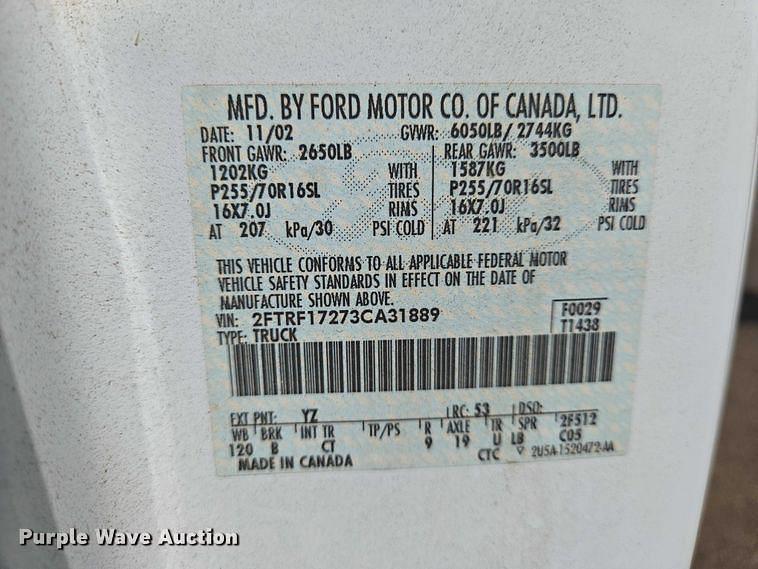 MFD. BY FORD MOTOR CO. OF CANADA, LTD.
DATE: 11/02 GVWR: 6050LB/ 2744KG
FRONT GAWR: 2650LB REAR GAWR: 3500LB
1202KG WITH 1587KG WITH
P255/70R16SL TIRES P255/70R16SL TIRES
16X7.0J RIMS 16X7.0J RIMS
AT 207 kPa/30 PSI COLD AT 221 kPa/32 PSI COLD
THIS VEHICLE CONFORMS TO ALL APPLICABLE FEDERAL MOTOR
VEHICLE SAFETY STANDARDS IN EFFECT ON THE DATE OF
MANUFACTURE SHOWN ABOVE.
VIN: 2FTRF17273CA31889 F0029
TYPE: TRUCK T1438
EXT PNT: YZ RC: 53 DSO:
WB BRK INT TR TP/PS R AXLE TR SPR 2F512
120 B CT 9 19 U LB C05
MADE IN CANADA CTC ▽ 2U5A-1520472-AA
Purple Wave Auction